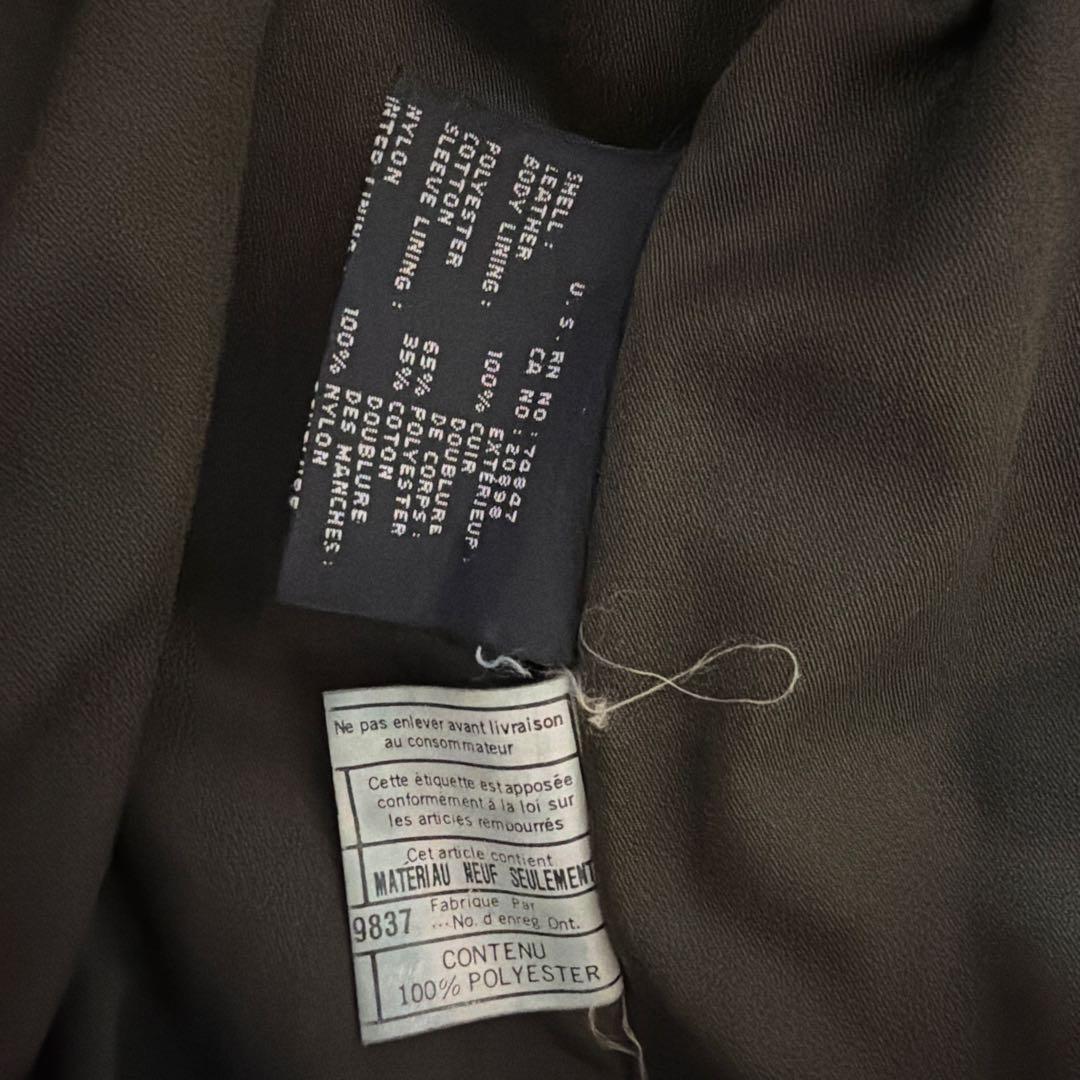 U.S. RN NO: 74847
CA NO: 20898
SHELL: EXTERIEUR:
LEATHER 100% CUIR
BODY LINING: DOUBLURE
DE CORPS:
POLYESTER 65% POLYESTER
COTTON 35% COTON
SLEEVE LINING: DOUBLURE
DES MANCHES:
NYLON 100% NYLON
Ne pas enlever avant livraison
au consommateur
Cette étiquette est apposée
conformément à la loi sur
les articles rembourrés
Cet article contient
MATÉRIAU NEUF SEULEMENT
Fabrique Par
9837 ...No. d'enreg Ont.
CONTENU
100% POLYESTER